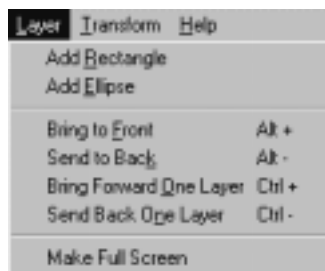 Layer Transform Help
Add Rectangle
Add Ellipse
Bring to Front Alt +
Send to Back Alt -
Bring Forward One Layer Ctrl +
Send Back One Layer Ctrl -
Make Full Screen